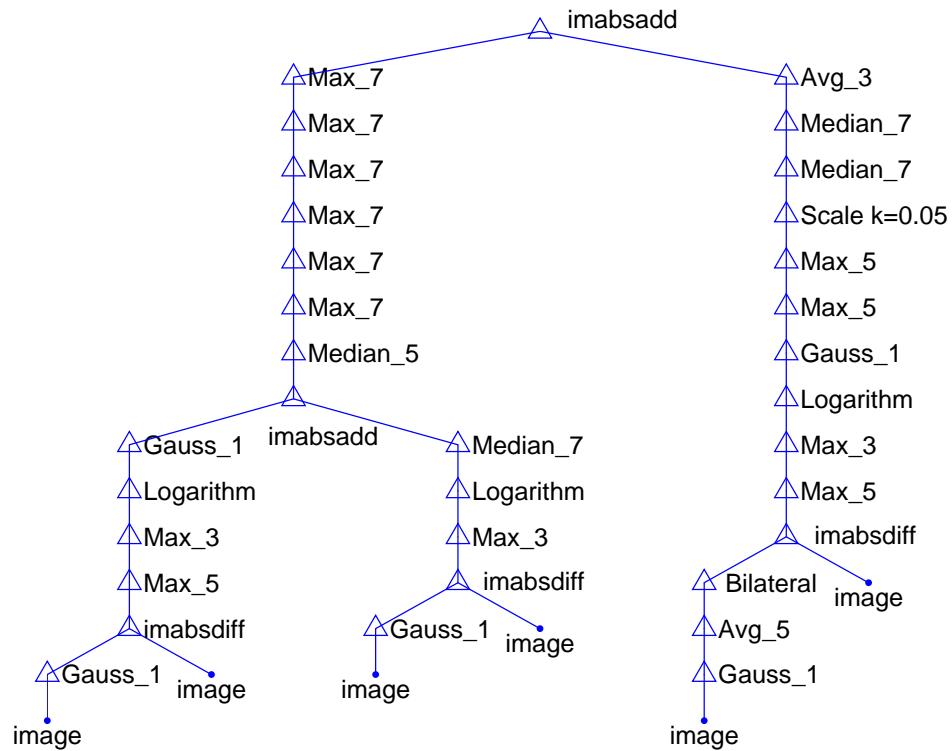 imabsadd
Max_7 Avg_3
Max_7 Median_7
Max_7 Median_7
Max_7 Scale k=0.05
Max_7 Max_5
Max_7 Max_5
Median_5 Gauss_1
Logarithm
imabsadd
Gauss_1 Median_7 Max_3
Logarithm Logarithm Max_5
Max_3 Max_3 imabsdiff
Max_5 imabsdiff Bilateral image
imabsdiff Gauss_1 image Avg_5
Gauss_1 image image Gauss_1
image image